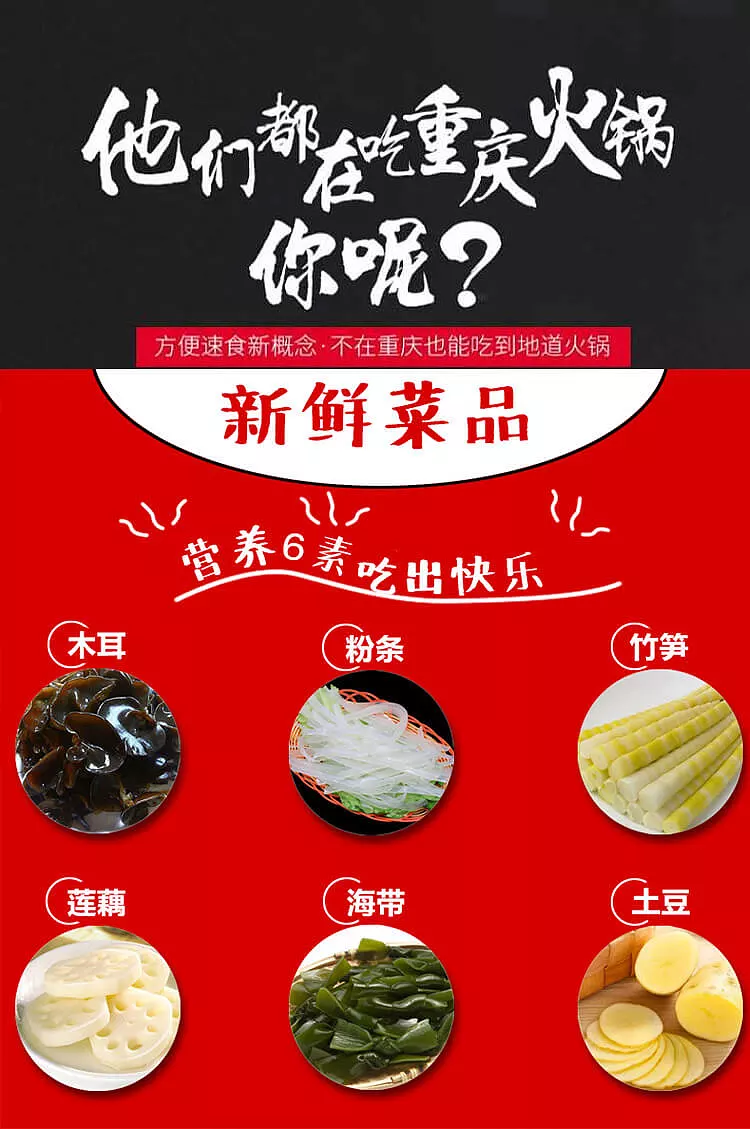 他们都在吃重庆火锅
你呢？
方便速食新概念·不在重庆也能吃到地道火锅
新鲜菜品
营养6素吃出快乐
木耳
粉条
竹笋
莲藕
海带
土豆